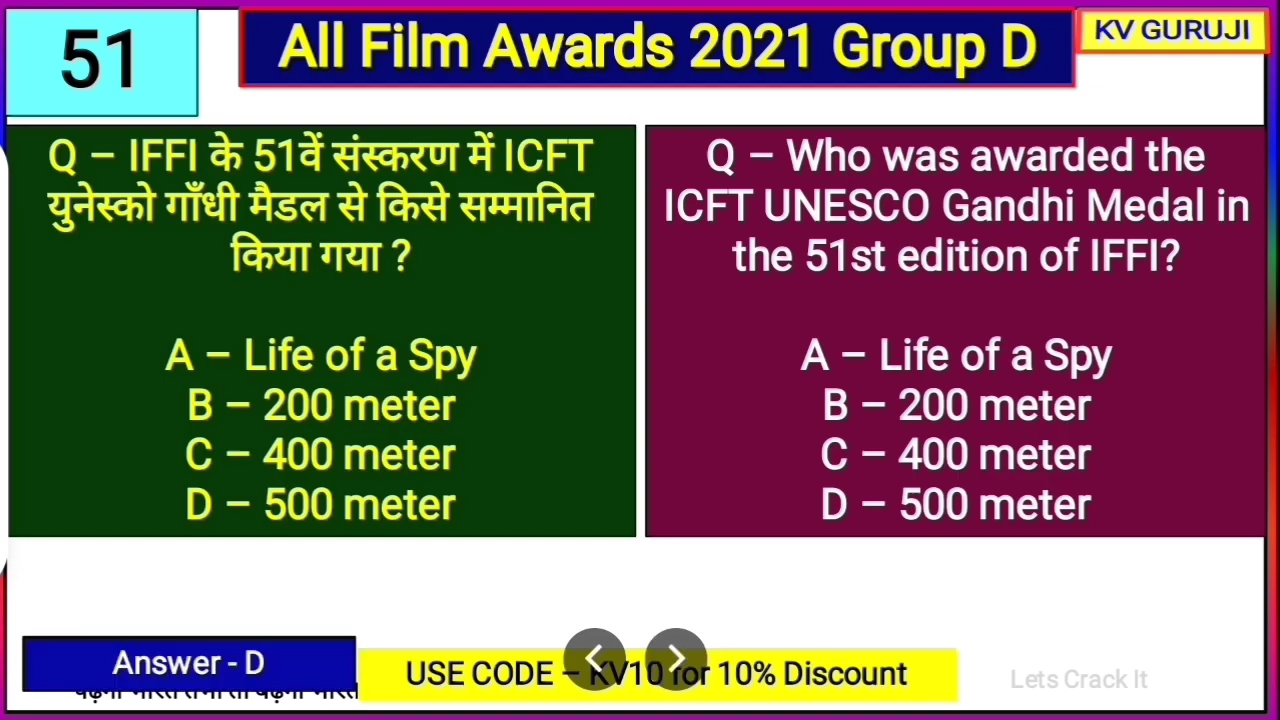 51
All Film Awards 2021 Group D
KV GURUJI
Q – IFFI के 51वें संस्करण में ICFT
युनेस्को गाँधी मैडल से किसे सम्मानित
किया गया ?
A – Life of a Spy
B – 200 meter
C – 400 meter
D – 500 meter
Q – Who was awarded the
ICFT UNESCO Gandhi Medal in
the 51st edition of IFFI?
A – Life of a Spy
B – 200 meter
C – 400 meter
D – 500 meter
Answer - D
USE CODE – KV10 for 10% Discount
Lets Crack It